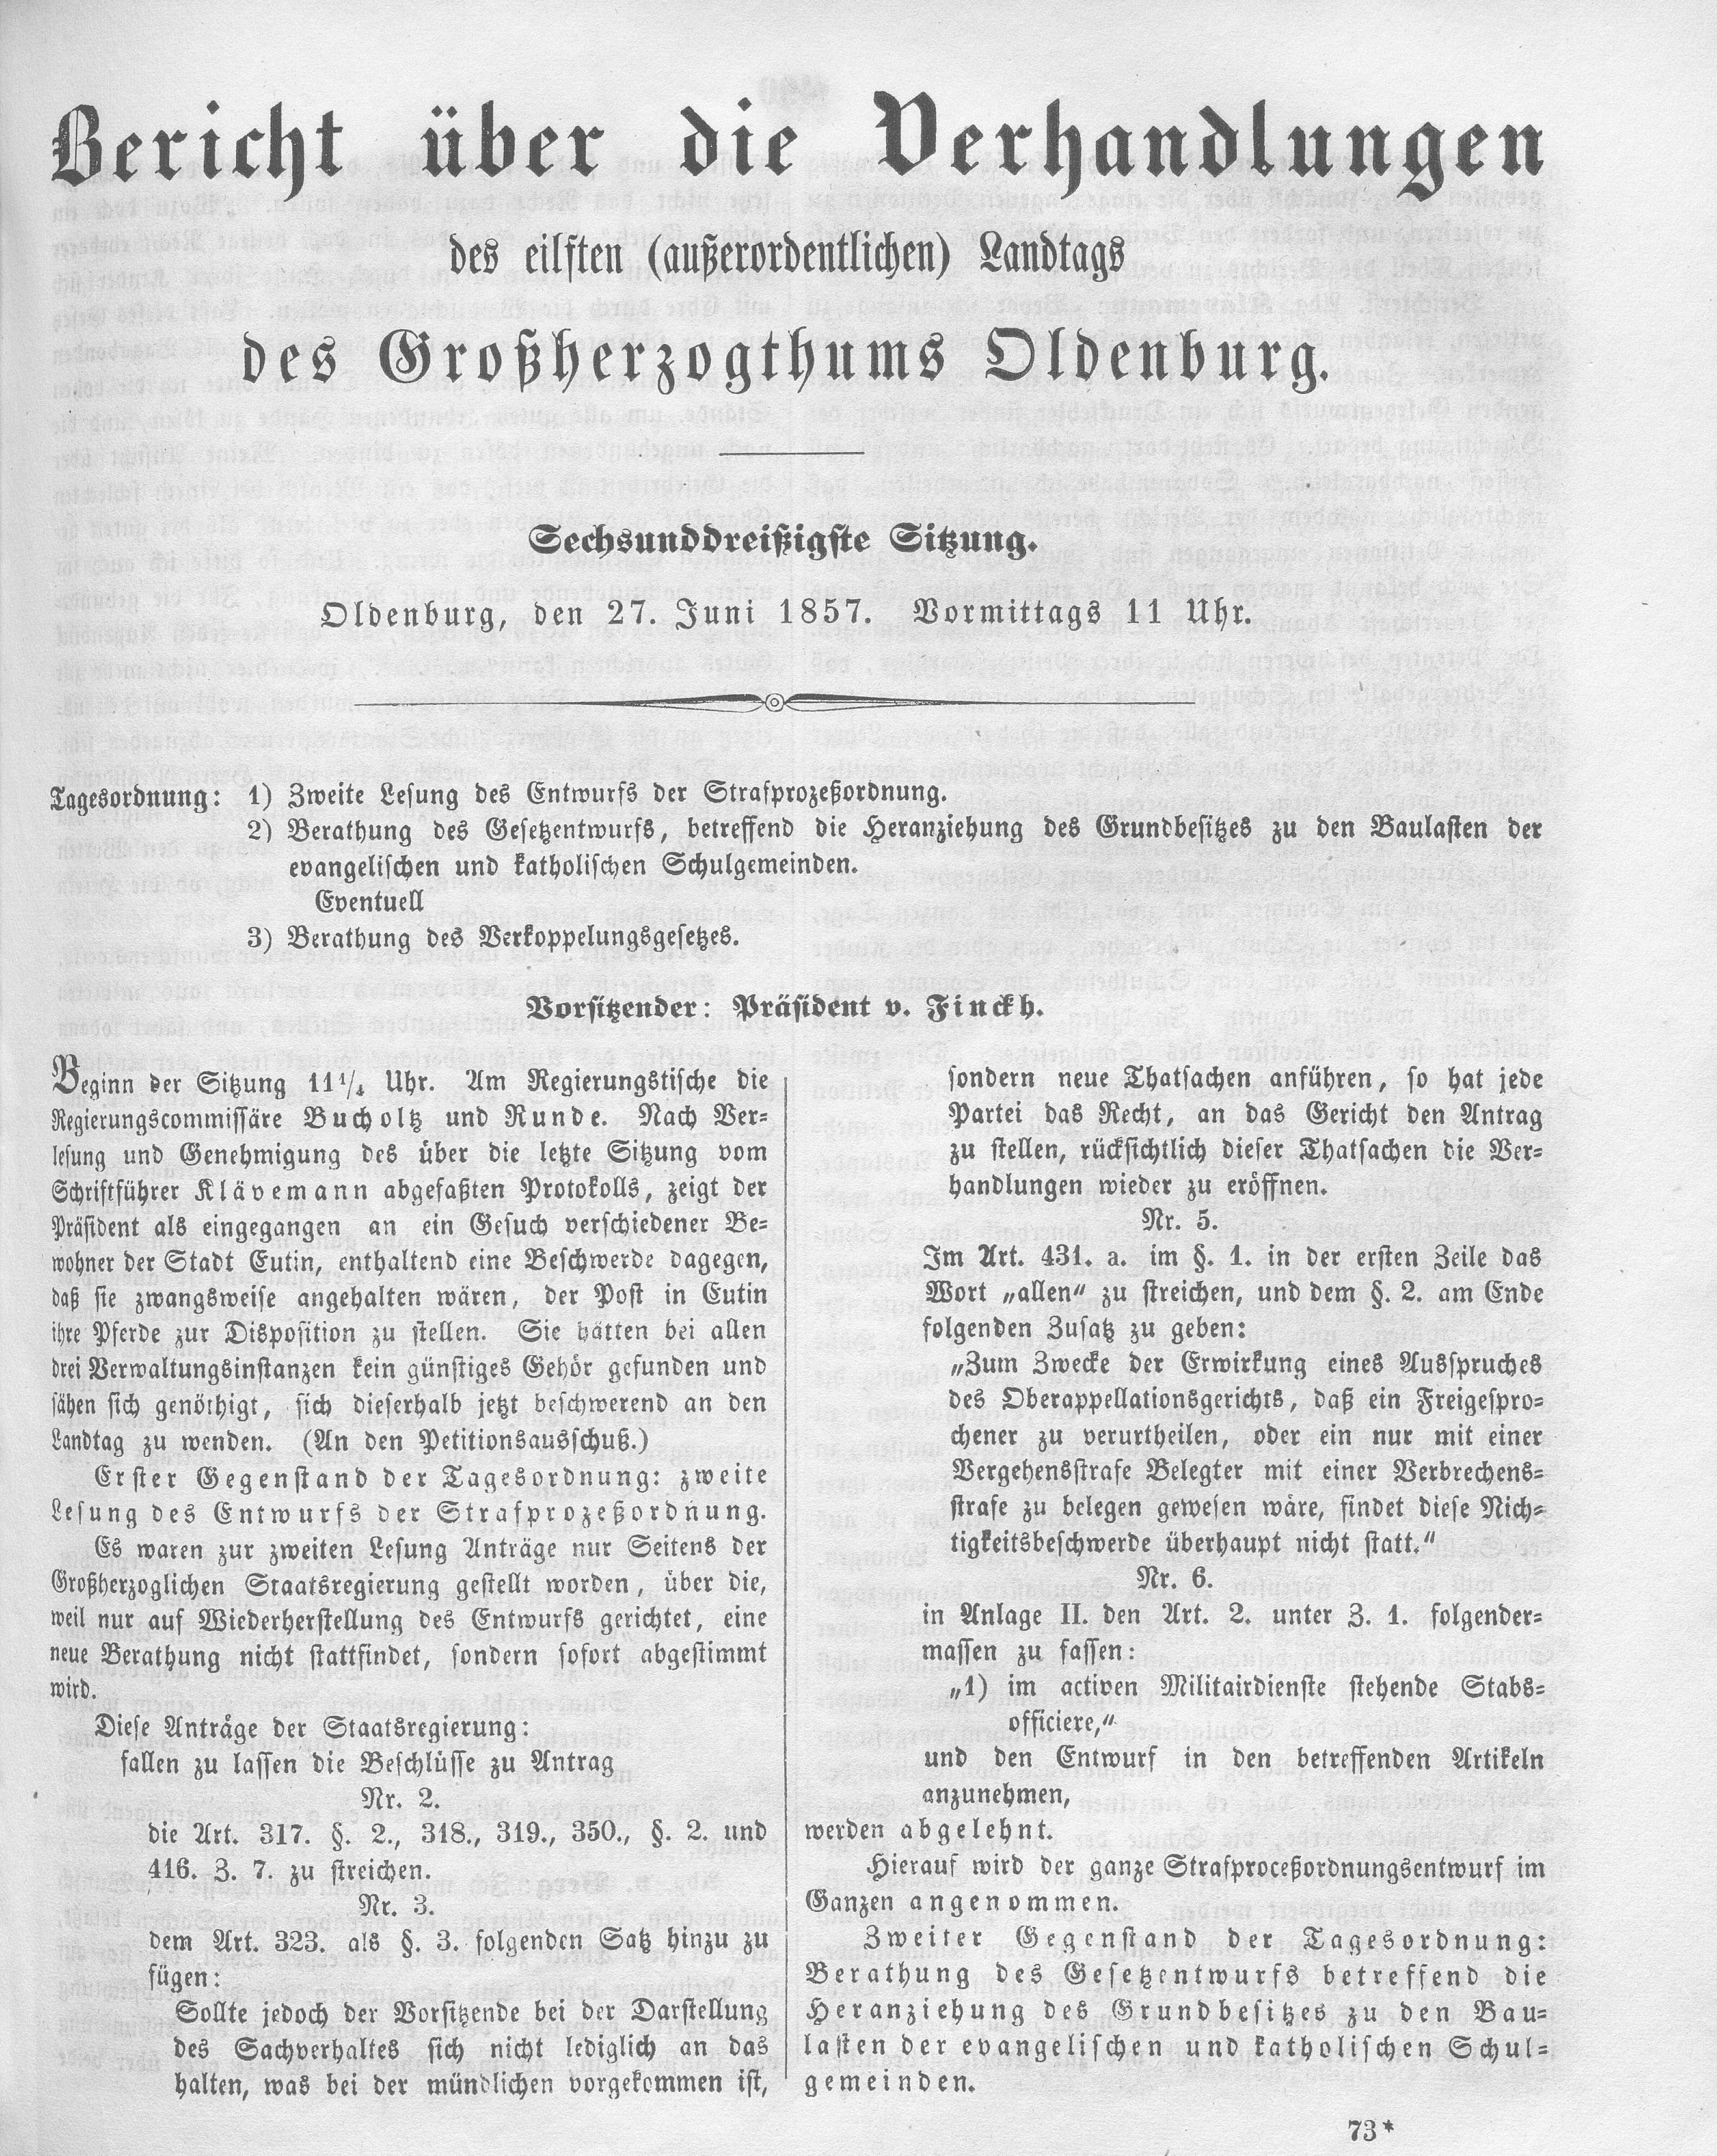 Bericht über die Verhandlungen
des eilften (außerordentlichen) Landtags
des Großherzogthums Oldenburg.
Sechsunddreißigste Sitzung.
Oldenburg, den 27. Juni 1857. Vormittags 11 Uhr.
Tagesordnung: 1) Zweite Lesung des Entwurfs der Strafprozeßordnung.
2) Berathung des Gesetzentwurfs, betreffend die Heranziehung des Grundbesitzes zu den Baulasten der
evangelischen und katholischen Schulgemeinden.
Eventuell
3) Berathung des Verkoppelungsgesetzes.
Vorsitzender: Präsident v. Finckh.
Beginn der Sitzung 11¼ Uhr. Am Regierungstische die
Regierungscommissäre Bucholtz und Runde. Nach Ver-
lesung und Genehmigung des über die letzte Sitzung vom
Schriftführer Klävemann abgefaßten Protokolls, zeigt der
Präsident als eingegangen an ein Gesuch verschiedener Be-
wohner der Stadt Eutin, enthaltend eine Beschwerde dagegen,
daß sie zwangsweise angehalten wären, der Post in Eutin
ihre Pferde zur Disposition zu stellen. Sie hätten bei allen
drei Verwaltungsinstanzen kein günstiges Gehör gefunden und
sähen sich genöthigt, sich dieserhalb jetzt beschwerend an den
Landtag zu wenden. (An den Petitionsausschuß.)
Erster Gegenstand der Tagesordnung: zweite
Lesung des Entwurfs der Strafprozeßordnung.
Es waren zur zweiten Lesung Anträge nur Seitens der
Großherzoglichen Staatsregierung gestellt worden, über die,
weil nur auf Wiederherstellung des Entwurfs gerichtet, eine
neue Berathung nicht stattfindet, sondern sofort abgestimmt
wird.
Diese Anträge der Staatsregierung:
fallen zu lassen die Beschlüsse zu Antrag
Nr. 2.
die Art. 317. §. 2., 318., 319., 350., §. 2. und
416. Z. 7. zu streichen.
Nr. 3.
dem Art. 323. als §. 3. folgenden Satz hinzu zu
fügen:
Sollte jedoch der Vorsitzende bei der Darstellung
des Sachverhaltes sich nicht lediglich an das
halten, was bei der mündlichen vorgekommen ist,
sondern neue Thatsachen anführen, so hat jede
Partei das Recht, an das Gericht den Antrag
zu stellen, rücksichtlich dieser Thatsachen die Ver-
handlungen wieder zu eröffnen.
Nr. 5.
Im Art. 431. a. im §. 1. in der ersten Zeile das
Wort „allen“ zu streichen, und dem §. 2. am Ende
folgenden Zusatz zu geben:
„Zum Zwecke der Erwirkung eines Ausspruches
des Oberappellationsgerichts, daß ein Freigespro-
chener zu verurtheilen, oder ein nur mit einer
Vergehensstrafe Belegter mit einer Verbrechens-
strafe zu belegen gewesen wäre, findet diese Nich-
tigkeitsbeschwerde überhaupt nicht statt.“
Nr. 6.
in Anlage II. den Art. 2. unter Z. 1. folgender-
massen zu fassen:
„1) im activen Militairdienste stehende Stabs-
officiere,“
und den Entwurf in den betreffenden Artikeln
anzunehmen,
werden abgelehnt.
Hierauf wird der ganze Strafproceßordnungsentwurf im
Ganzen angenommen.
Zweiter Gegenstand der Tagesordnung:
Berathung des Gesetzentwurfs betreffend die
Heranziehung des Grundbesitzes zu den Bau-
lasten der evangelischen und katholischen Schul-
gemeinden.
73*